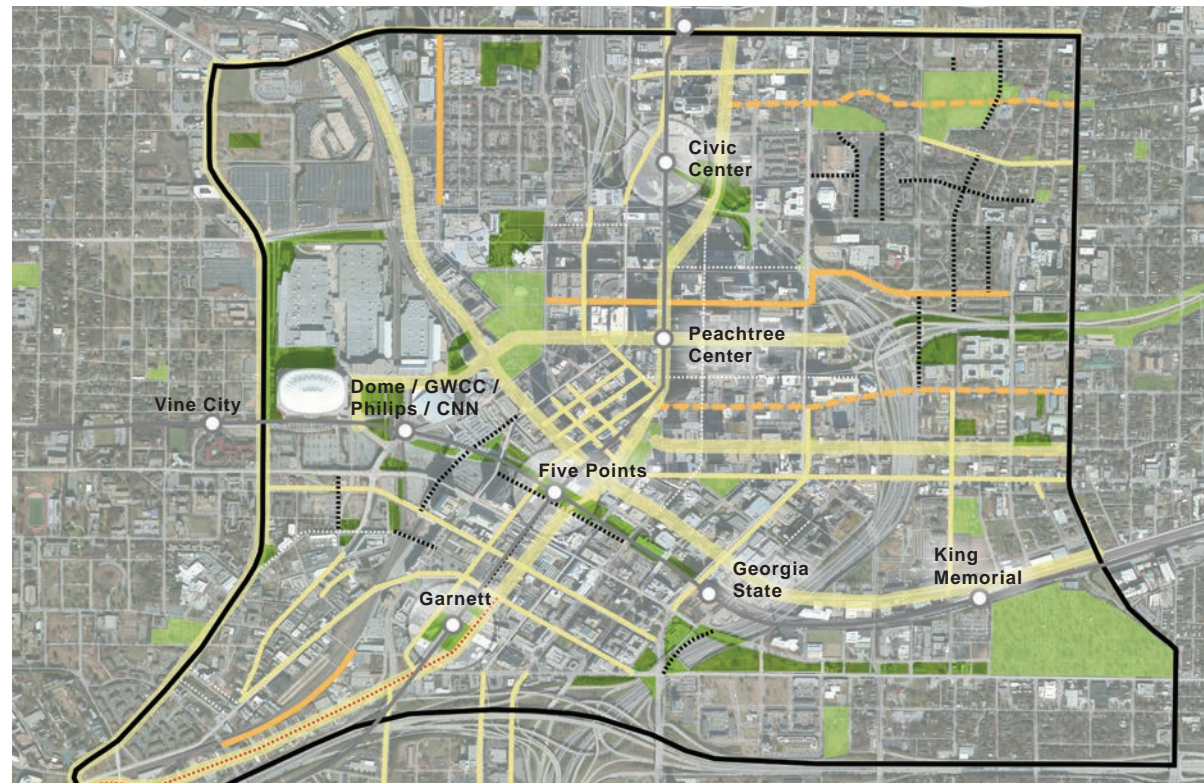 Civic
Center
Peachtree
Center
Dome / GWCC /
Philips / CNN
Vine City
Five Points
Georgia
State
King
Memorial
Garnett